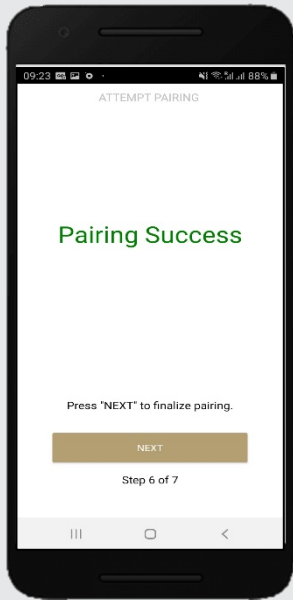 09:23 88%
ATTEMPT PAIRING
Pairing Success
Press "NEXT" to finalize pairing.
NEXT
Step 6 of 7